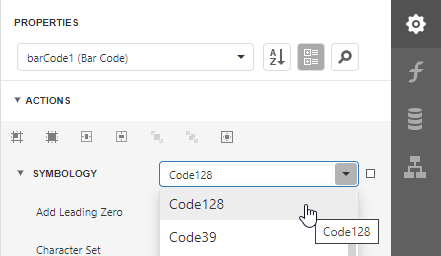 PROPERTIES
barCode1 (Bar Code)
A
Z
ACTIONS
SYMBOLOGY
Code128
Add Leading Zero
Code128
Code128
Character Set
Code39